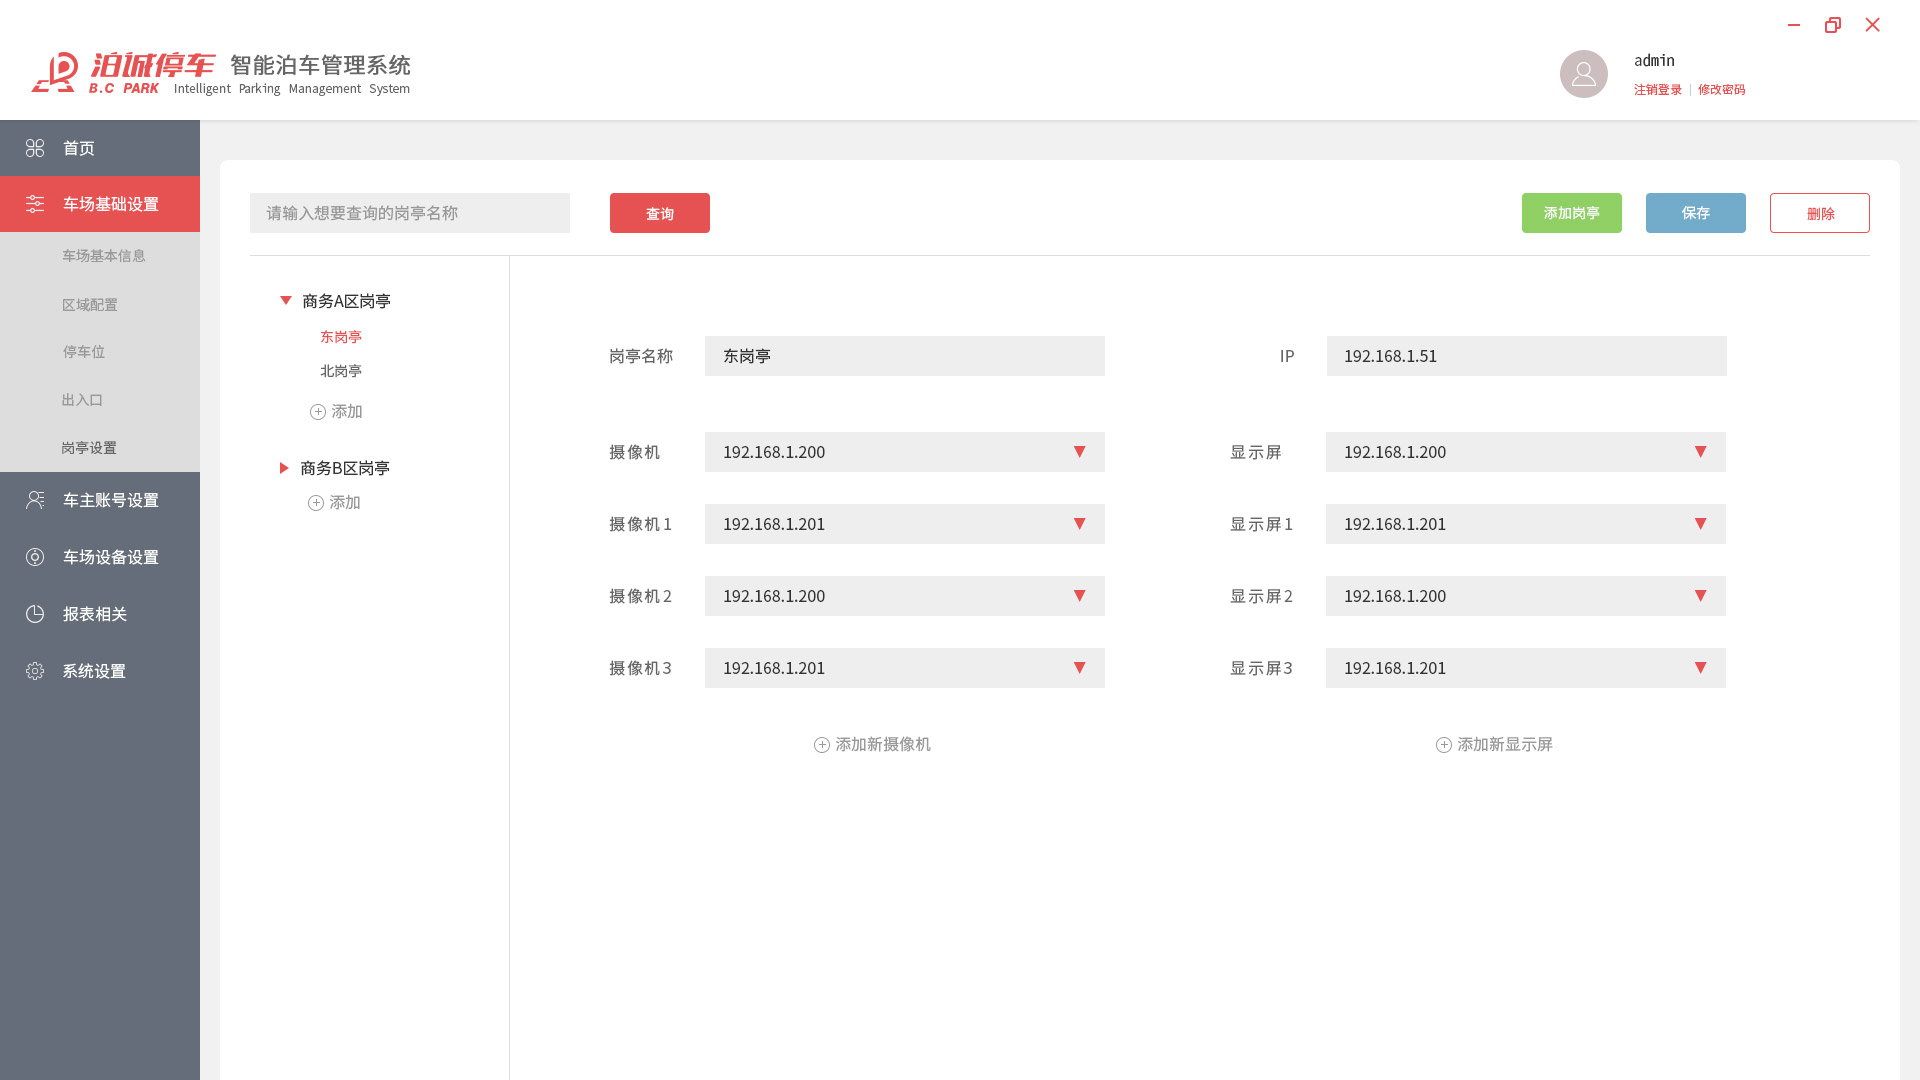 泊诚停车 智能泊车管理系统
B.C PARK Intelligent Parking Management System
admin
注销登录 | 修改密码
首页
车场基础设置
车场基本信息
区域配置
停车位
出入口
岗亭设置
车主账号设置
车场设备设置
报表相关
系统设置
请输入想要查询的岗亭名称 查询 添加岗亭 保存 删除
商务A区岗亭
东岗亭
北岗亭
添加
商务B区岗亭
添加
岗亭名称 东岗亭 IP 192.168.1.51
摄像机 192.168.1.200 显示屏 192.168.1.200
摄像机1 192.168.1.201 显示屏1 192.168.1.201
摄像机2 192.168.1.200 显示屏2 192.168.1.200
摄像机3 192.168.1.201 显示屏3 192.168.1.201
添加新摄像机 添加新显示屏